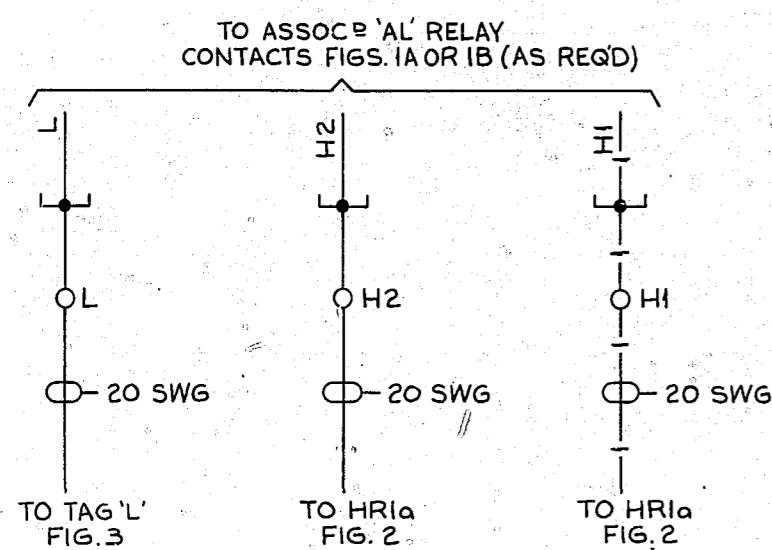 TO ASSOCD 'AL' RELAY
CONTACTS FIGS. 1A OR 1B (AS REQ'D)
L
H2
H1
L
H2
H1
20 SWG
20 SWG
20 SWG
TO TAG 'L'
FIG. 3
TO HR1a
FIG. 2
TO HR1a
FIG. 2